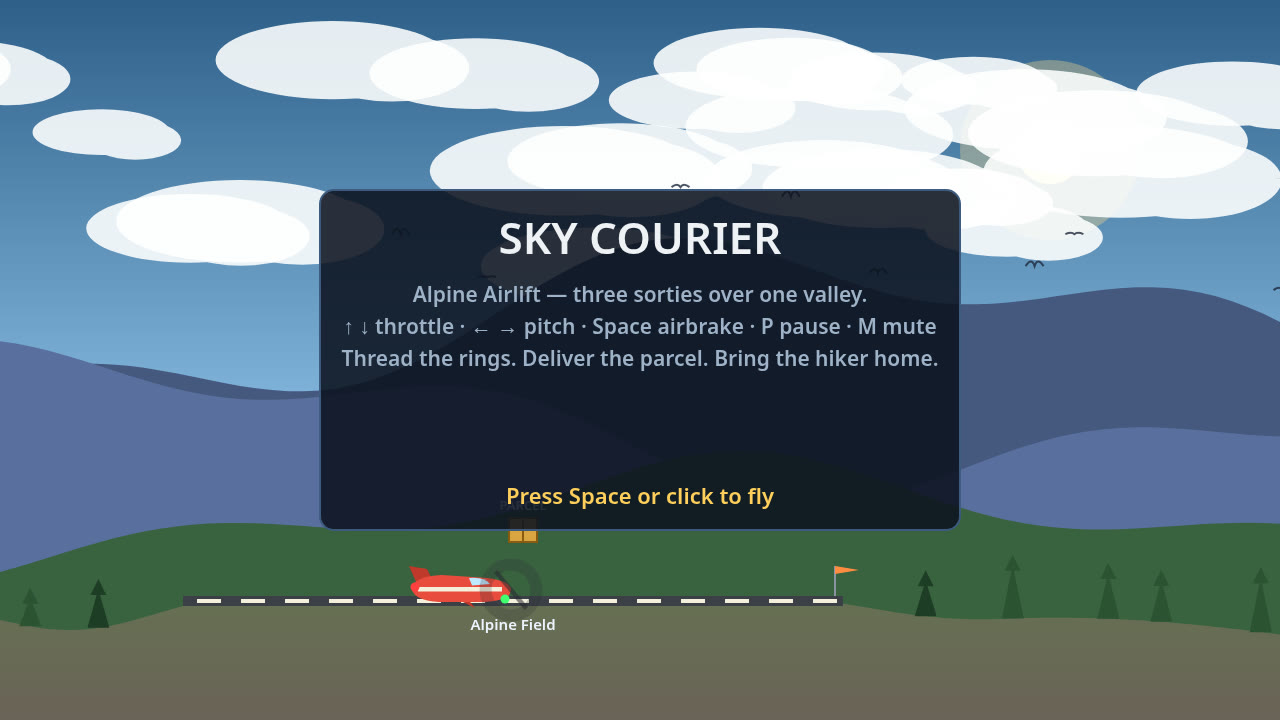 SKY COURIER
Alpine Airlift — three sorties over one valley.
↑ ↓ throttle · ← → pitch · Space airbrake · P pause · M mute
Thread the rings. Deliver the parcel. Bring the hiker home.
Press Space or click to fly
PARCEL
Alpine Field